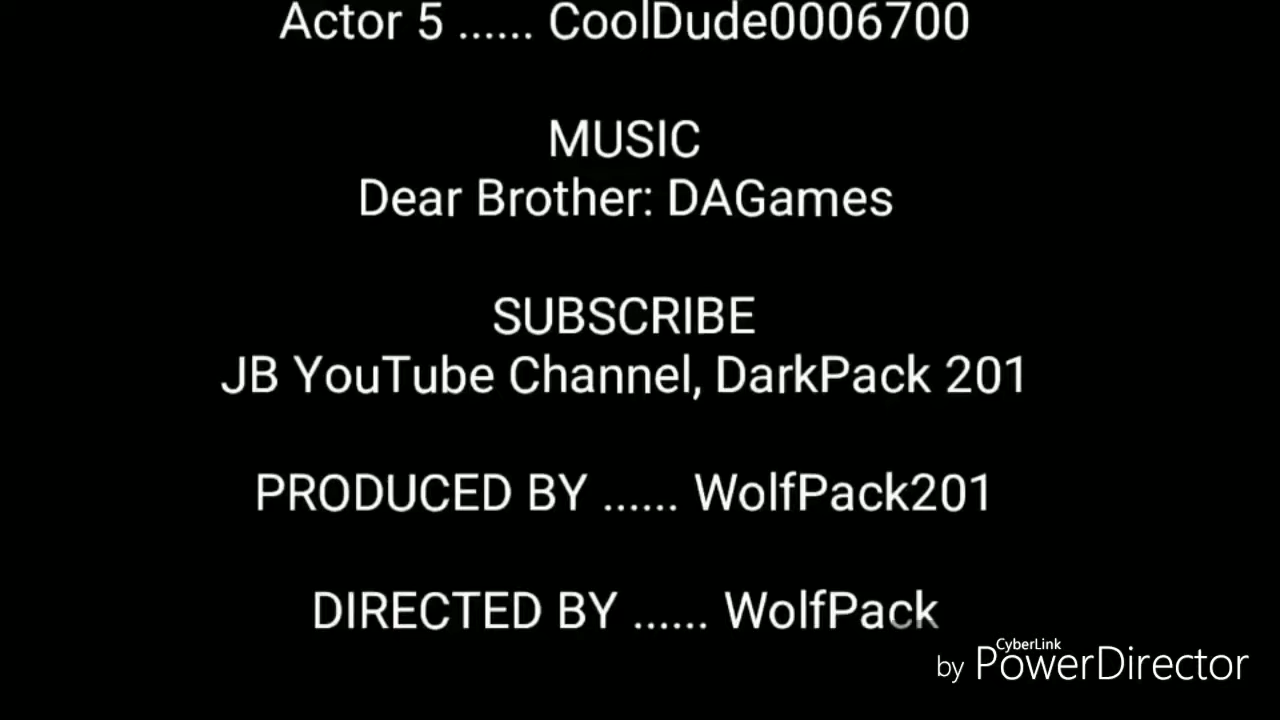 Actor 5 ...... CoolDude0006700
MUSIC
Dear Brother: DAGames
SUBSCRIBE
JB YouTube Channel, DarkPack 201
PRODUCED BY ...... WolfPack201
DIRECTED BY ...... WolfPack
CyberLink
by PowerDirector